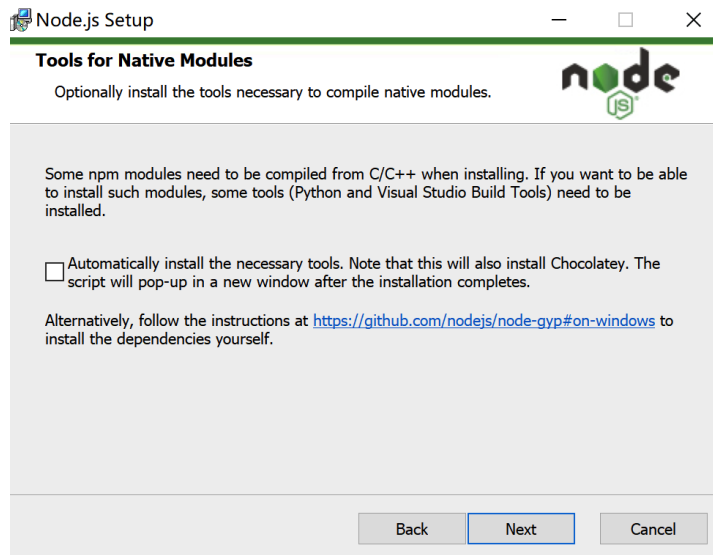 Node.js Setup
Tools for Native Modules
Optionally install the tools necessary to compile native modules.
node
JS
Some npm modules need to be compiled from C/C++ when installing. If you want to be able
to install such modules, some tools (Python and Visual Studio Build Tools) need to be
installed.
Automatically install the necessary tools. Note that this will also install Chocolatey. The
script will pop-up in a new window after the installation completes.
Alternatively, follow the instructions at https://github.com/nodejs/node-gyp#on-windows to
install the dependencies yourself.
Back
Next
Cancel